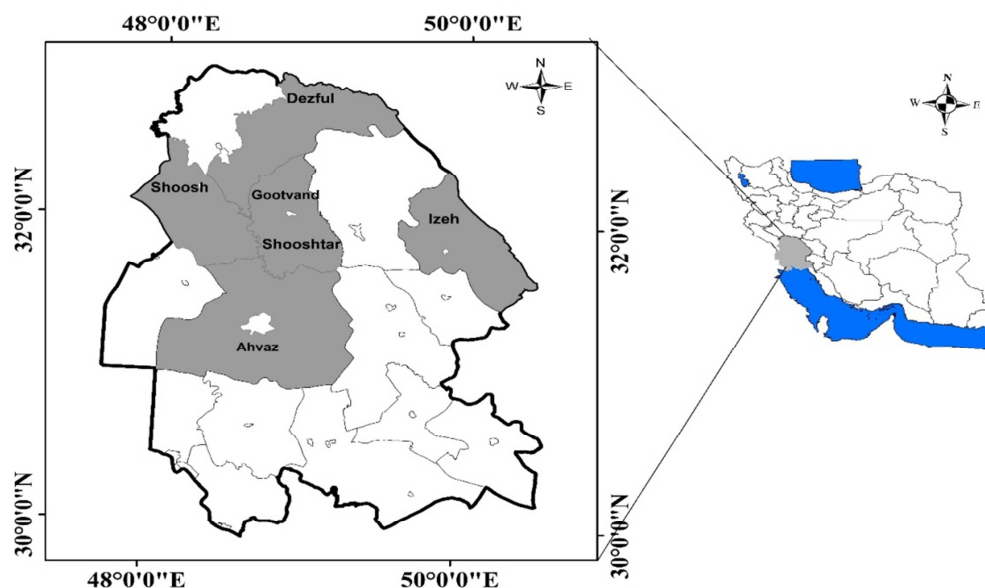 48°0'0"E
50°0'0"E
N
W
E
S
Dezful
N
W
E
S
Shoosh
Gootvand
Izeh
32°0'0"N
32°0'0"N
Shooshtar
Ahvaz
30°0'0"N
30°0'0"N
48°0'0"E
50°0'0"E